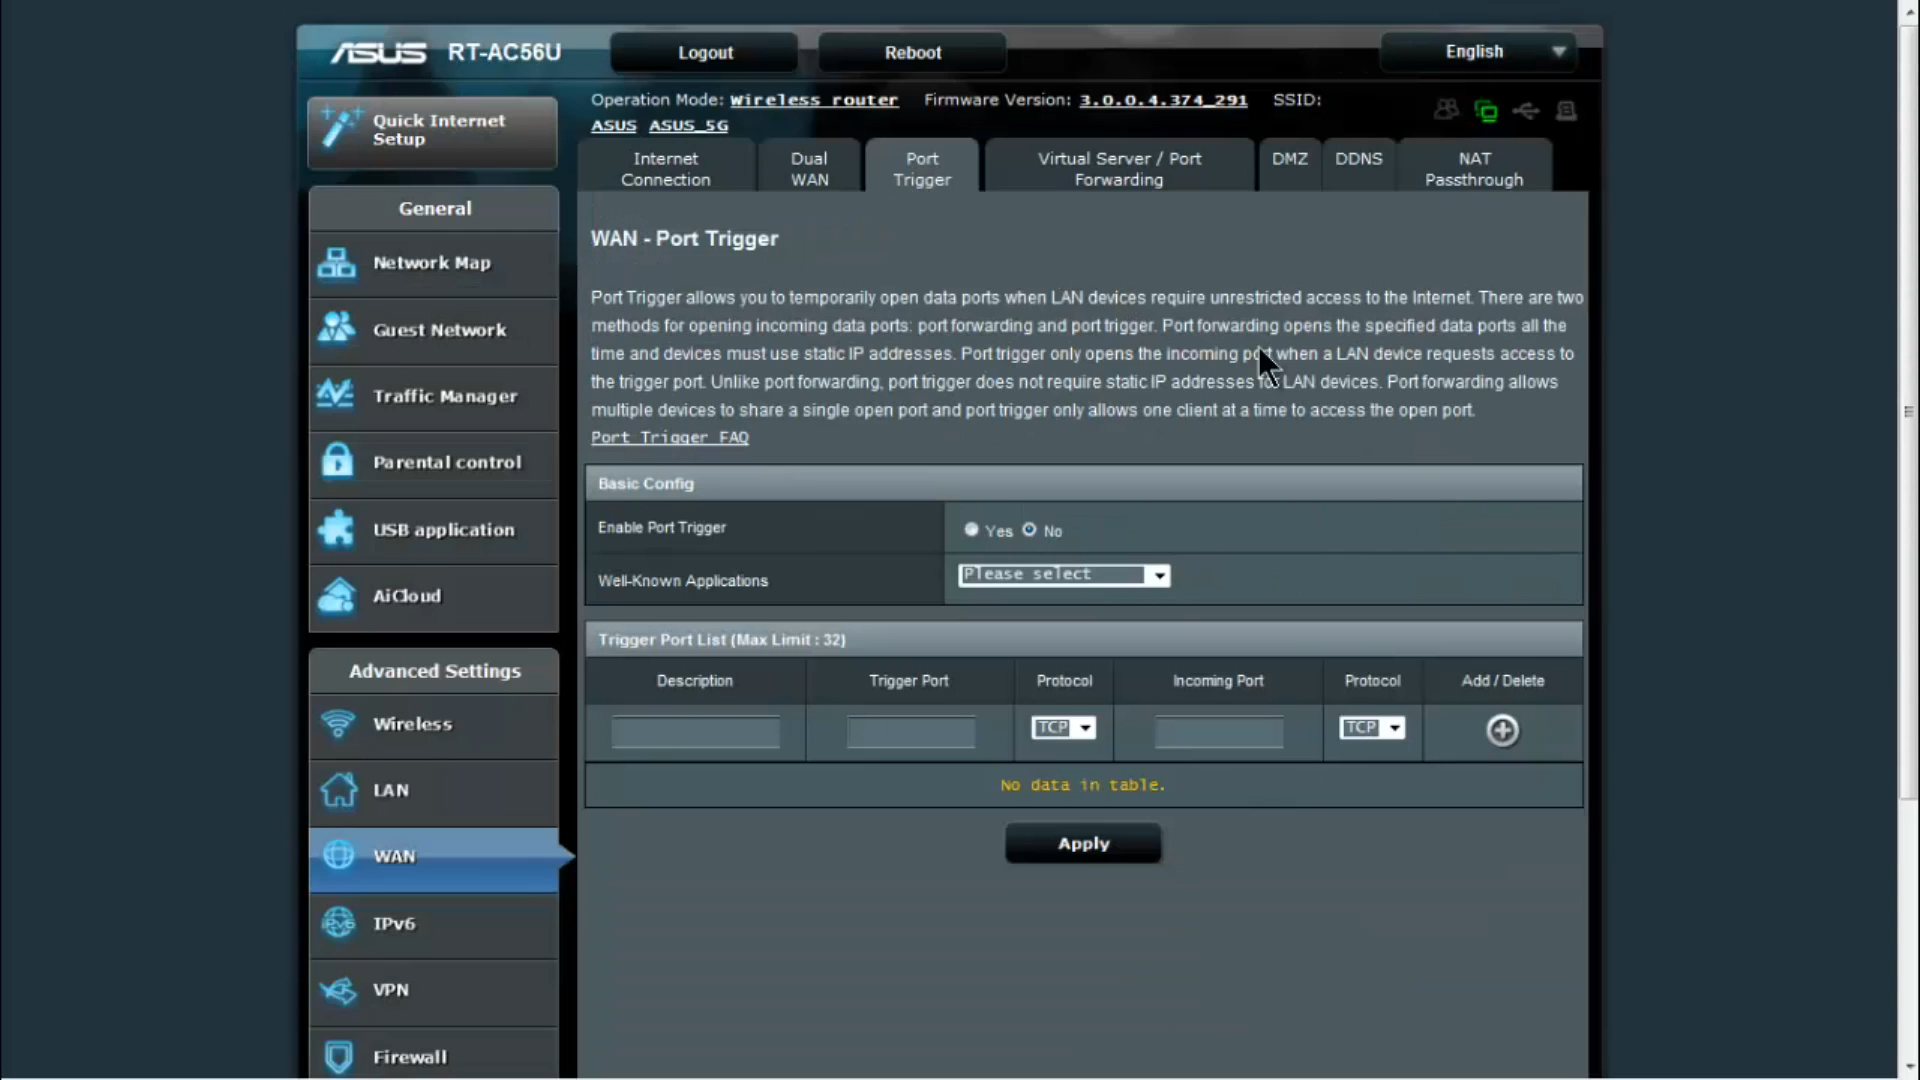 ASUS RT-AC56U Logout Reboot English
Operation Mode: Wireless router Firmware Version: 3.0.0.4.374_291 SSID:
ASUS ASUS_5G
Quick Internet
Setup
General
Network Map
Guest Network
Traffic Manager
Parental control
USB application
AiCloud
Advanced Settings
Wireless
LAN
WAN
IPv6
VPN
Firewall
Internet
Connection
Dual
WAN
Port
Trigger
Virtual Server / Port
Forwarding
DMZ
DDNS
NAT
Passthrough
WAN - Port Trigger
Port Trigger allows you to temporarily open data ports when LAN devices require unrestricted access to the Internet. There are two
methods for opening incoming data ports: port forwarding and port trigger. Port forwarding opens the specified data ports all the
time and devices must use static IP addresses. Port trigger only opens the incoming port when a LAN device requests access to
the trigger port. Unlike port forwarding, port trigger does not require static IP addresses for LAN devices. Port forwarding allows
multiple devices to share a single open port and port trigger only allows one client at a time to access the open port.
Port Trigger FAQ
Basic Config
Enable Port Trigger Yes No
Well-Known Applications Please select
Trigger Port List (Max Limit : 32)
Description Trigger Port Protocol Incoming Port Protocol Add / Delete
TCP TCP
No data in table.
Apply